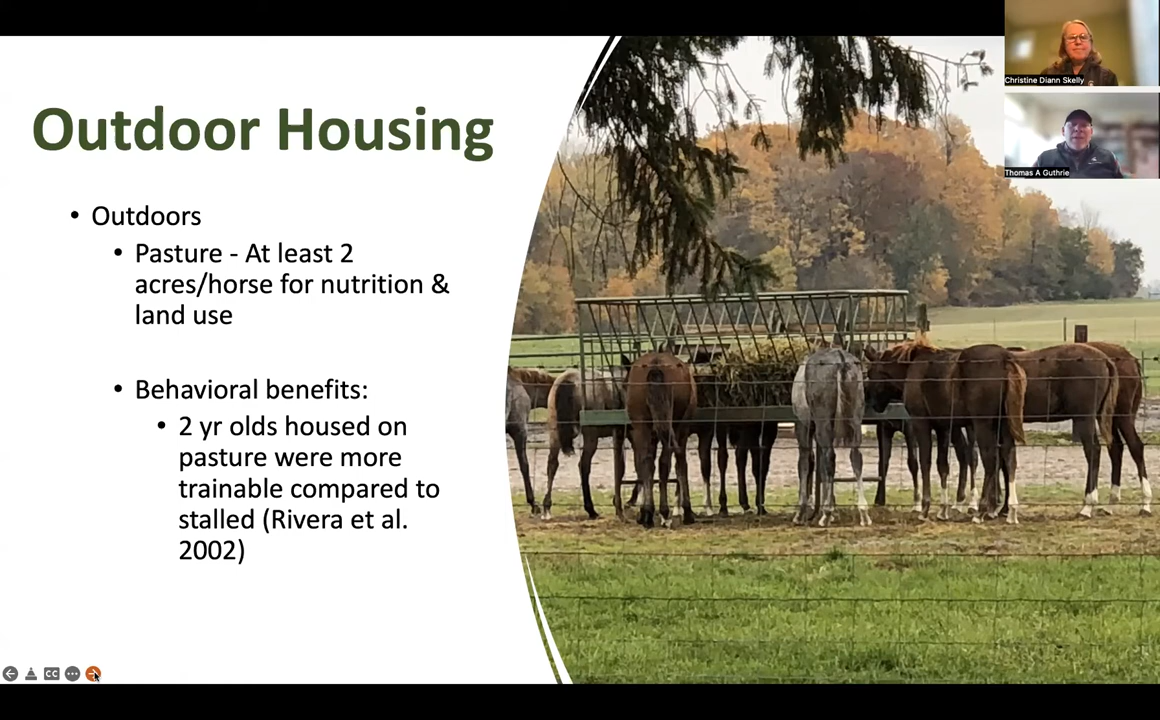 Outdoor Housing
• Outdoors
• Pasture - At least 2
acres/horse for nutrition &
land use
• Behavioral benefits:
• 2 yr olds housed on
pasture were more
trainable compared to
stalled (Rivera et al.
2002)
Christine Diann Skelly
Thomas A Guthrie
CC